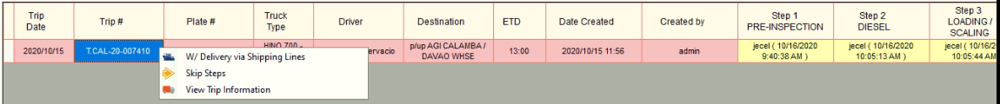 Trip
Date
Trip #
Plate #
Truck
Type
Driver
Destination
ETD
Date Created
Created by
Step 1
PRE-INSPECTION
Step 2
DIESEL
Step 3
LOADING /
SCALING
2020/10/15
T.CAL-20-007410
HINO 700 -
ervacio
p/up AGI CALAMBA /
DAVAO WHSE
13:00
2020/10/15 11:56
admin
jecel ( 10/16/2020
9:40:38 AM )
jecel ( 10/16/2020
10:05:13 AM )
jecel ( 10/16/2
10:05:44 AM
W/ Delivery via Shipping Lines
Skip Steps
View Trip Information